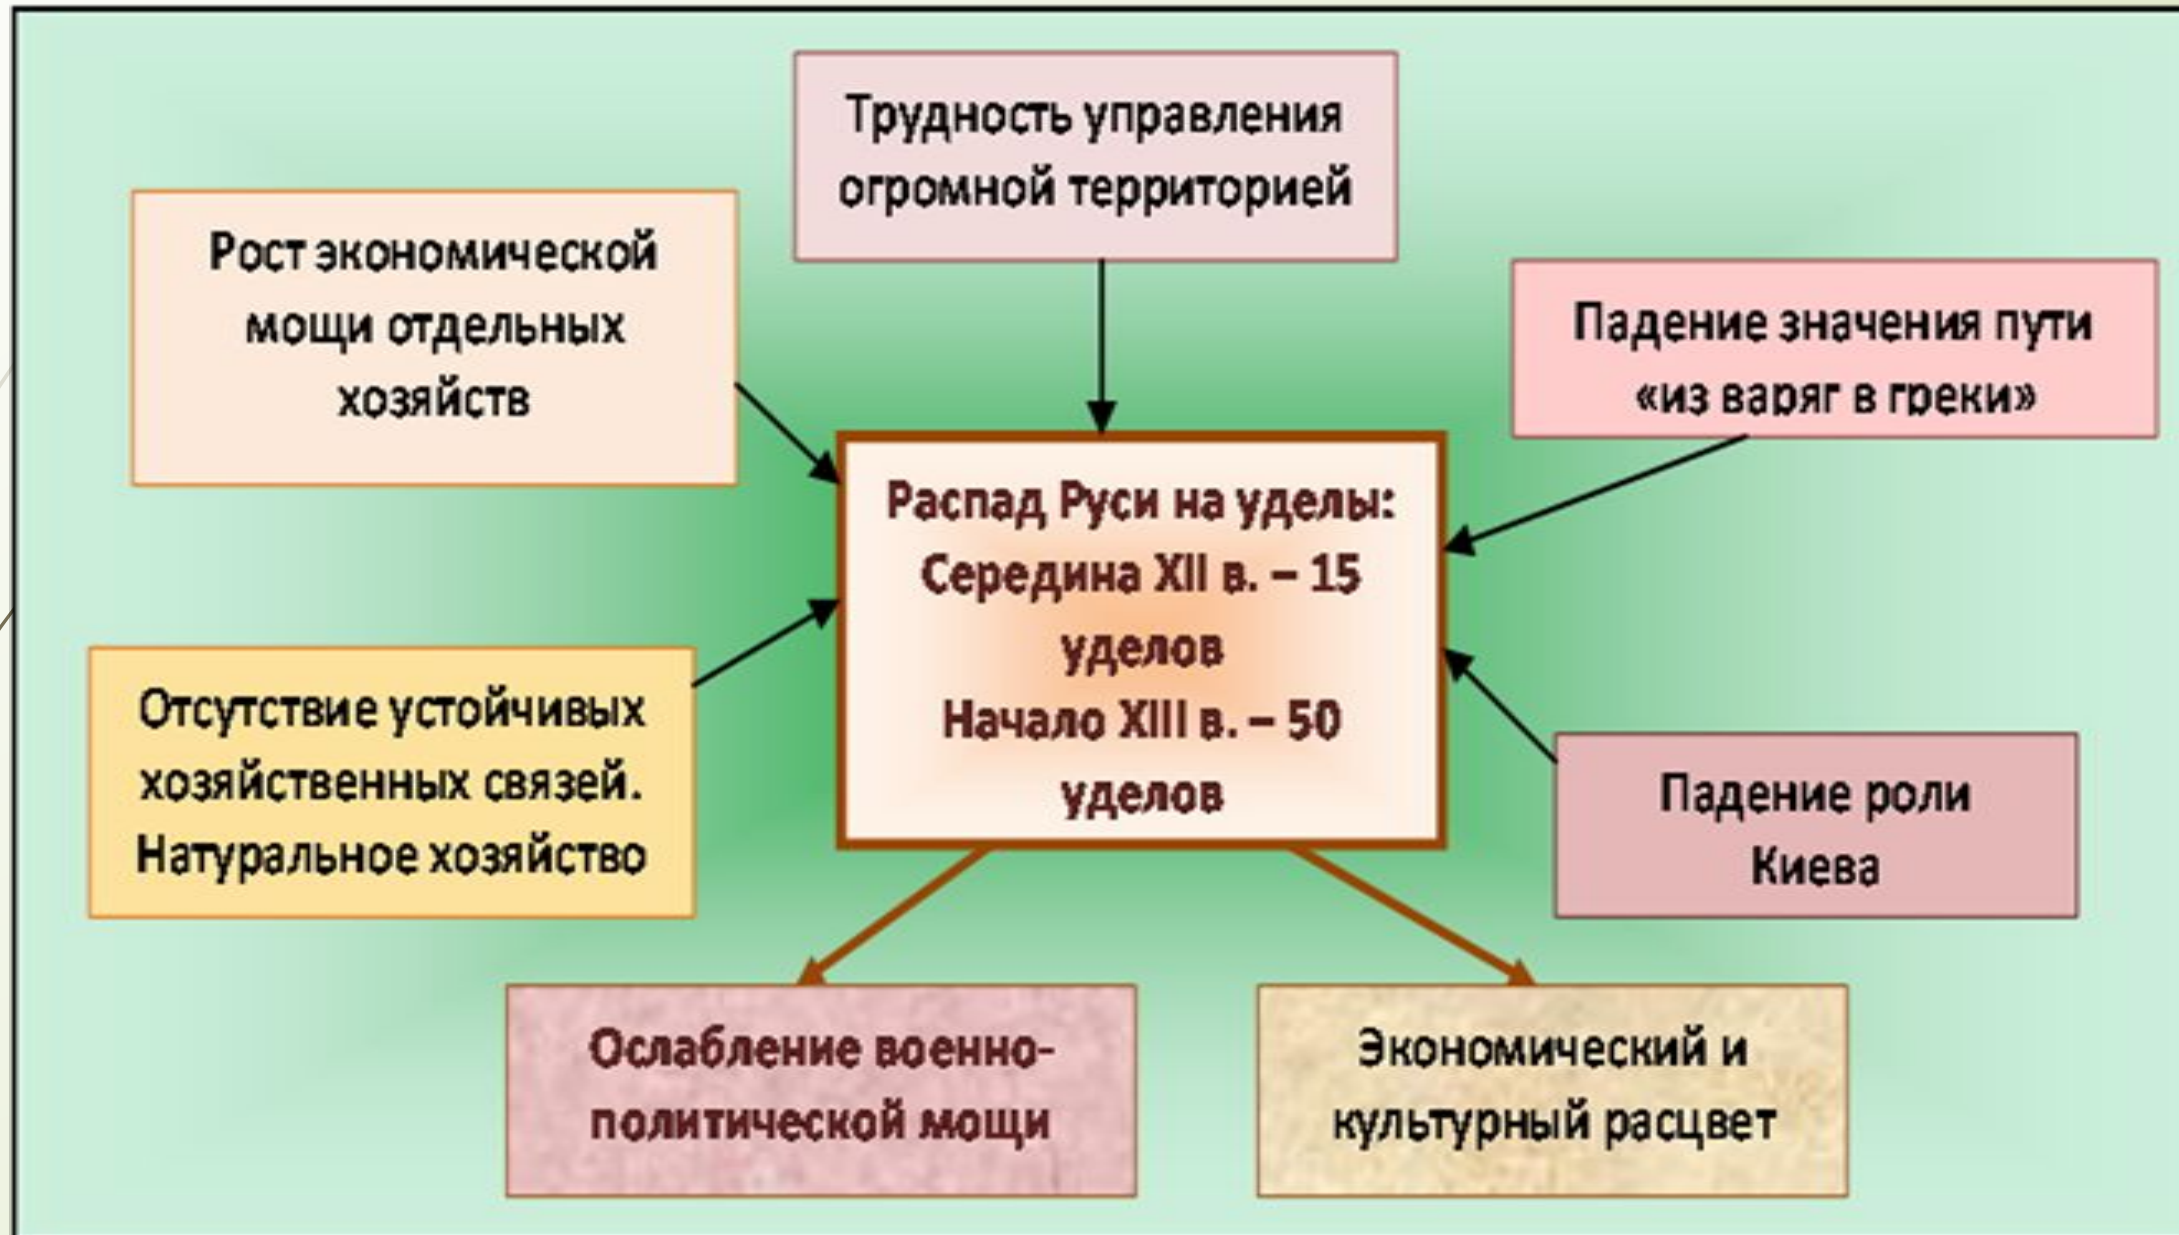 Трудность управления
огромной территорией
Рост экономической
мощи отдельных
хозяйств
Падение значения пути
«из варяг в греки»
Распад Руси на уделы:
Середина XII в. – 15
уделов
Начало XIII в. – 50
уделов
Отсутствие устойчивых
хозяйственных связей.
Натуральное хозяйство
Падение роли
Киева
Ослабление военно-
политической мощи
Экономический и
культурный расцвет